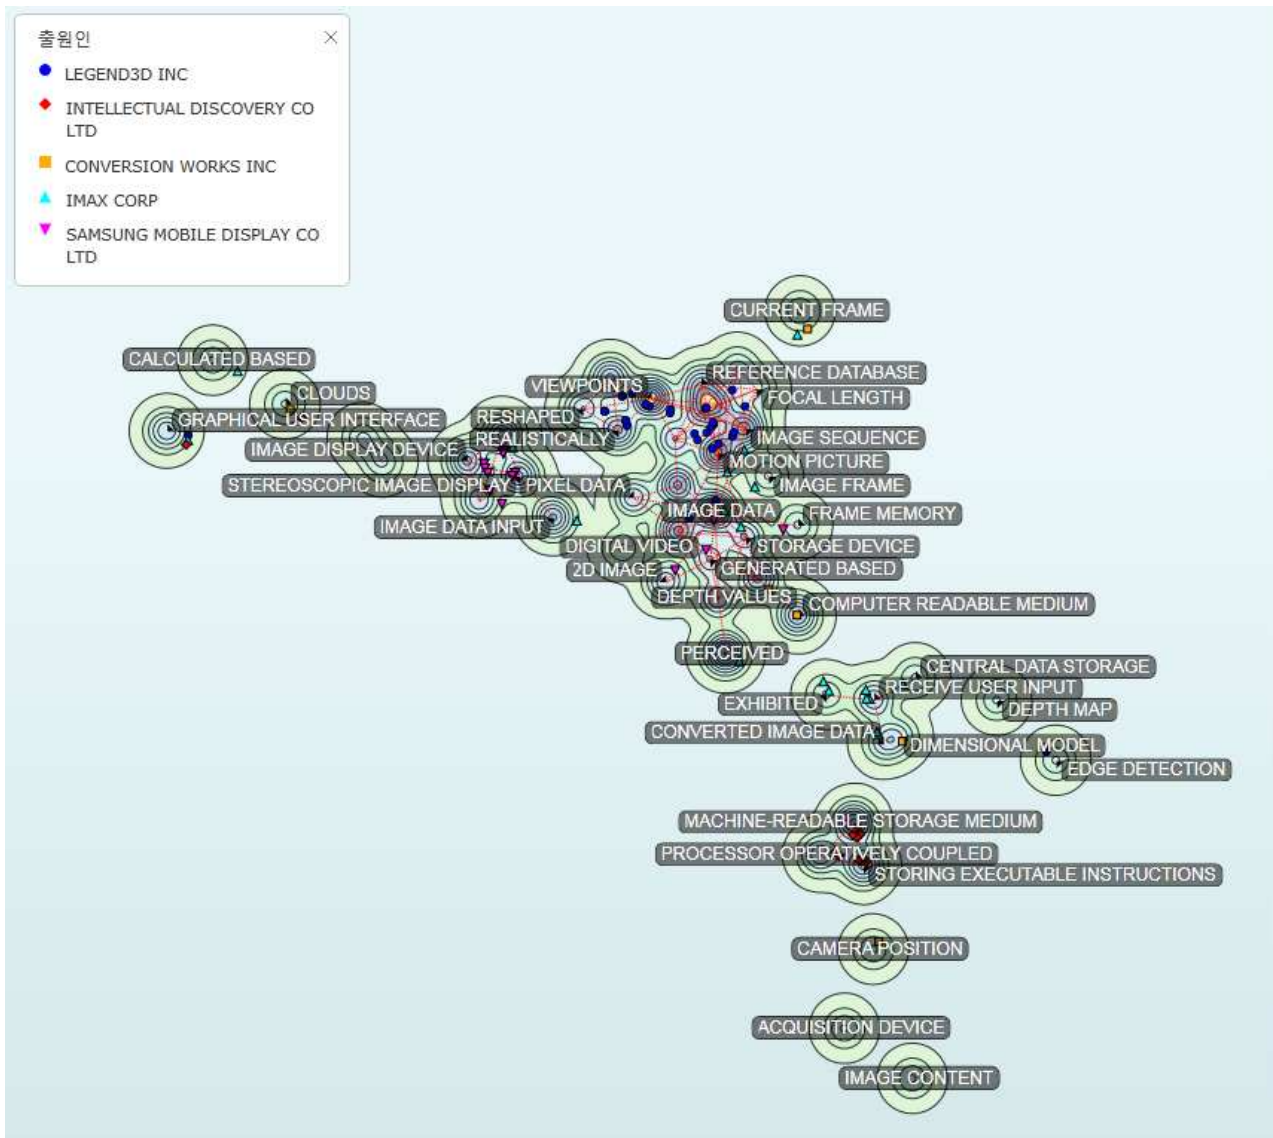 출원인
LEGEND3D INC
INTELLECTUAL DISCOVERY CO
LTD
CONVERSION WORKS INC
IMAX CORP
SAMSUNG MOBILE DISPLAY CO
LTD
CURRENT FRAME
CALCULATED BASED
CLOUDS
VIEWPOINTS
REFERENCE DATABASE
FOCAL LENGTH
GRAPHICAL USER INTERFACE
RESHAPED
REALISTICALLY
IMAGE SEQUENCE
IMAGE DISPLAY DEVICE
MOTION PICTURE
STEREOSCOPIC IMAGE DISPLAY
PIXEL DATA
IMAGE FRAME
IMAGE DATA
FRAME MEMORY
IMAGE DATA INPUT
DIGITAL VIDEO
STORAGE DEVICE
2D IMAGE
GENERATED BASED
DEPTH VALUES
COMPUTER READABLE MEDIUM
PERCEIVED
CENTRAL DATA STORAGE
RECEIVE USER INPUT
EXHIBITED
DEPTH MAP
CONVERTED IMAGE DATA
DIMENSIONAL MODEL
EDGE DETECTION
MACHINE-READABLE STORAGE MEDIUM
PROCESSOR OPERATIVELY COUPLED
STORING EXECUTABLE INSTRUCTIONS
CAMERA POSITION
ACQUISITION DEVICE
IMAGE CONTENT